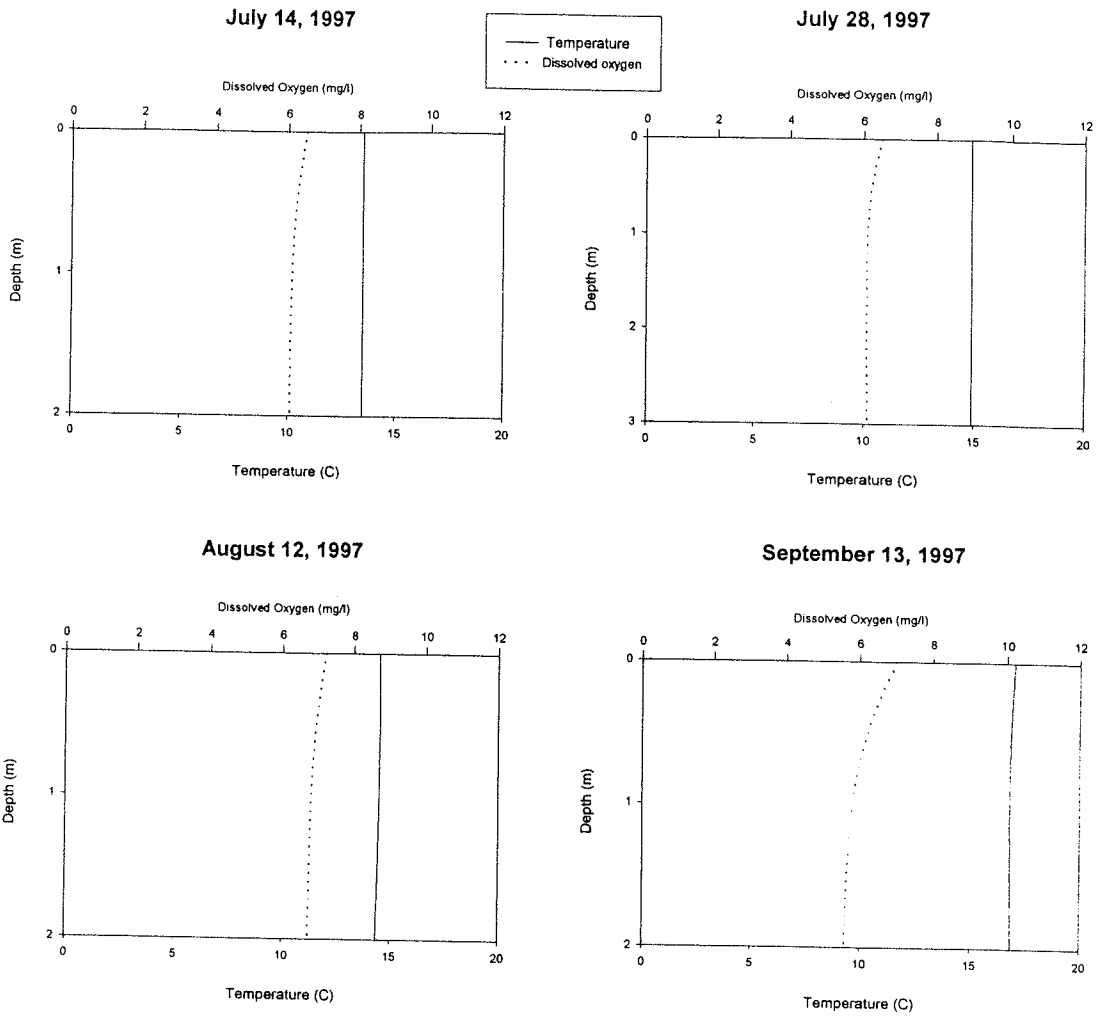 July 14, 1997
Temperature
Dissolved oxygen
July 28, 1997
Dissolved Oxygen (mg/l)
0 2 4 6 8 10 12
Depth (m)
0
1
2
0 5 10 15 20
Temperature (C)
Dissolved Oxygen (mg/l)
0 2 4 6 8 10 12
Depth (m)
0
1
2
3
0 5 10 15 20
Temperature (C)
August 12, 1997
Dissolved Oxygen (mg/l)
0 2 4 6 8 10 12
Depth (m)
0
1
2
0 5 10 15 20
Temperature (C)
September 13, 1997
Dissolved Oxygen (mg/l)
0 2 4 6 8 10 12
Depth (m)
0
1
2
0 5 10 15 20
Temperature (C)